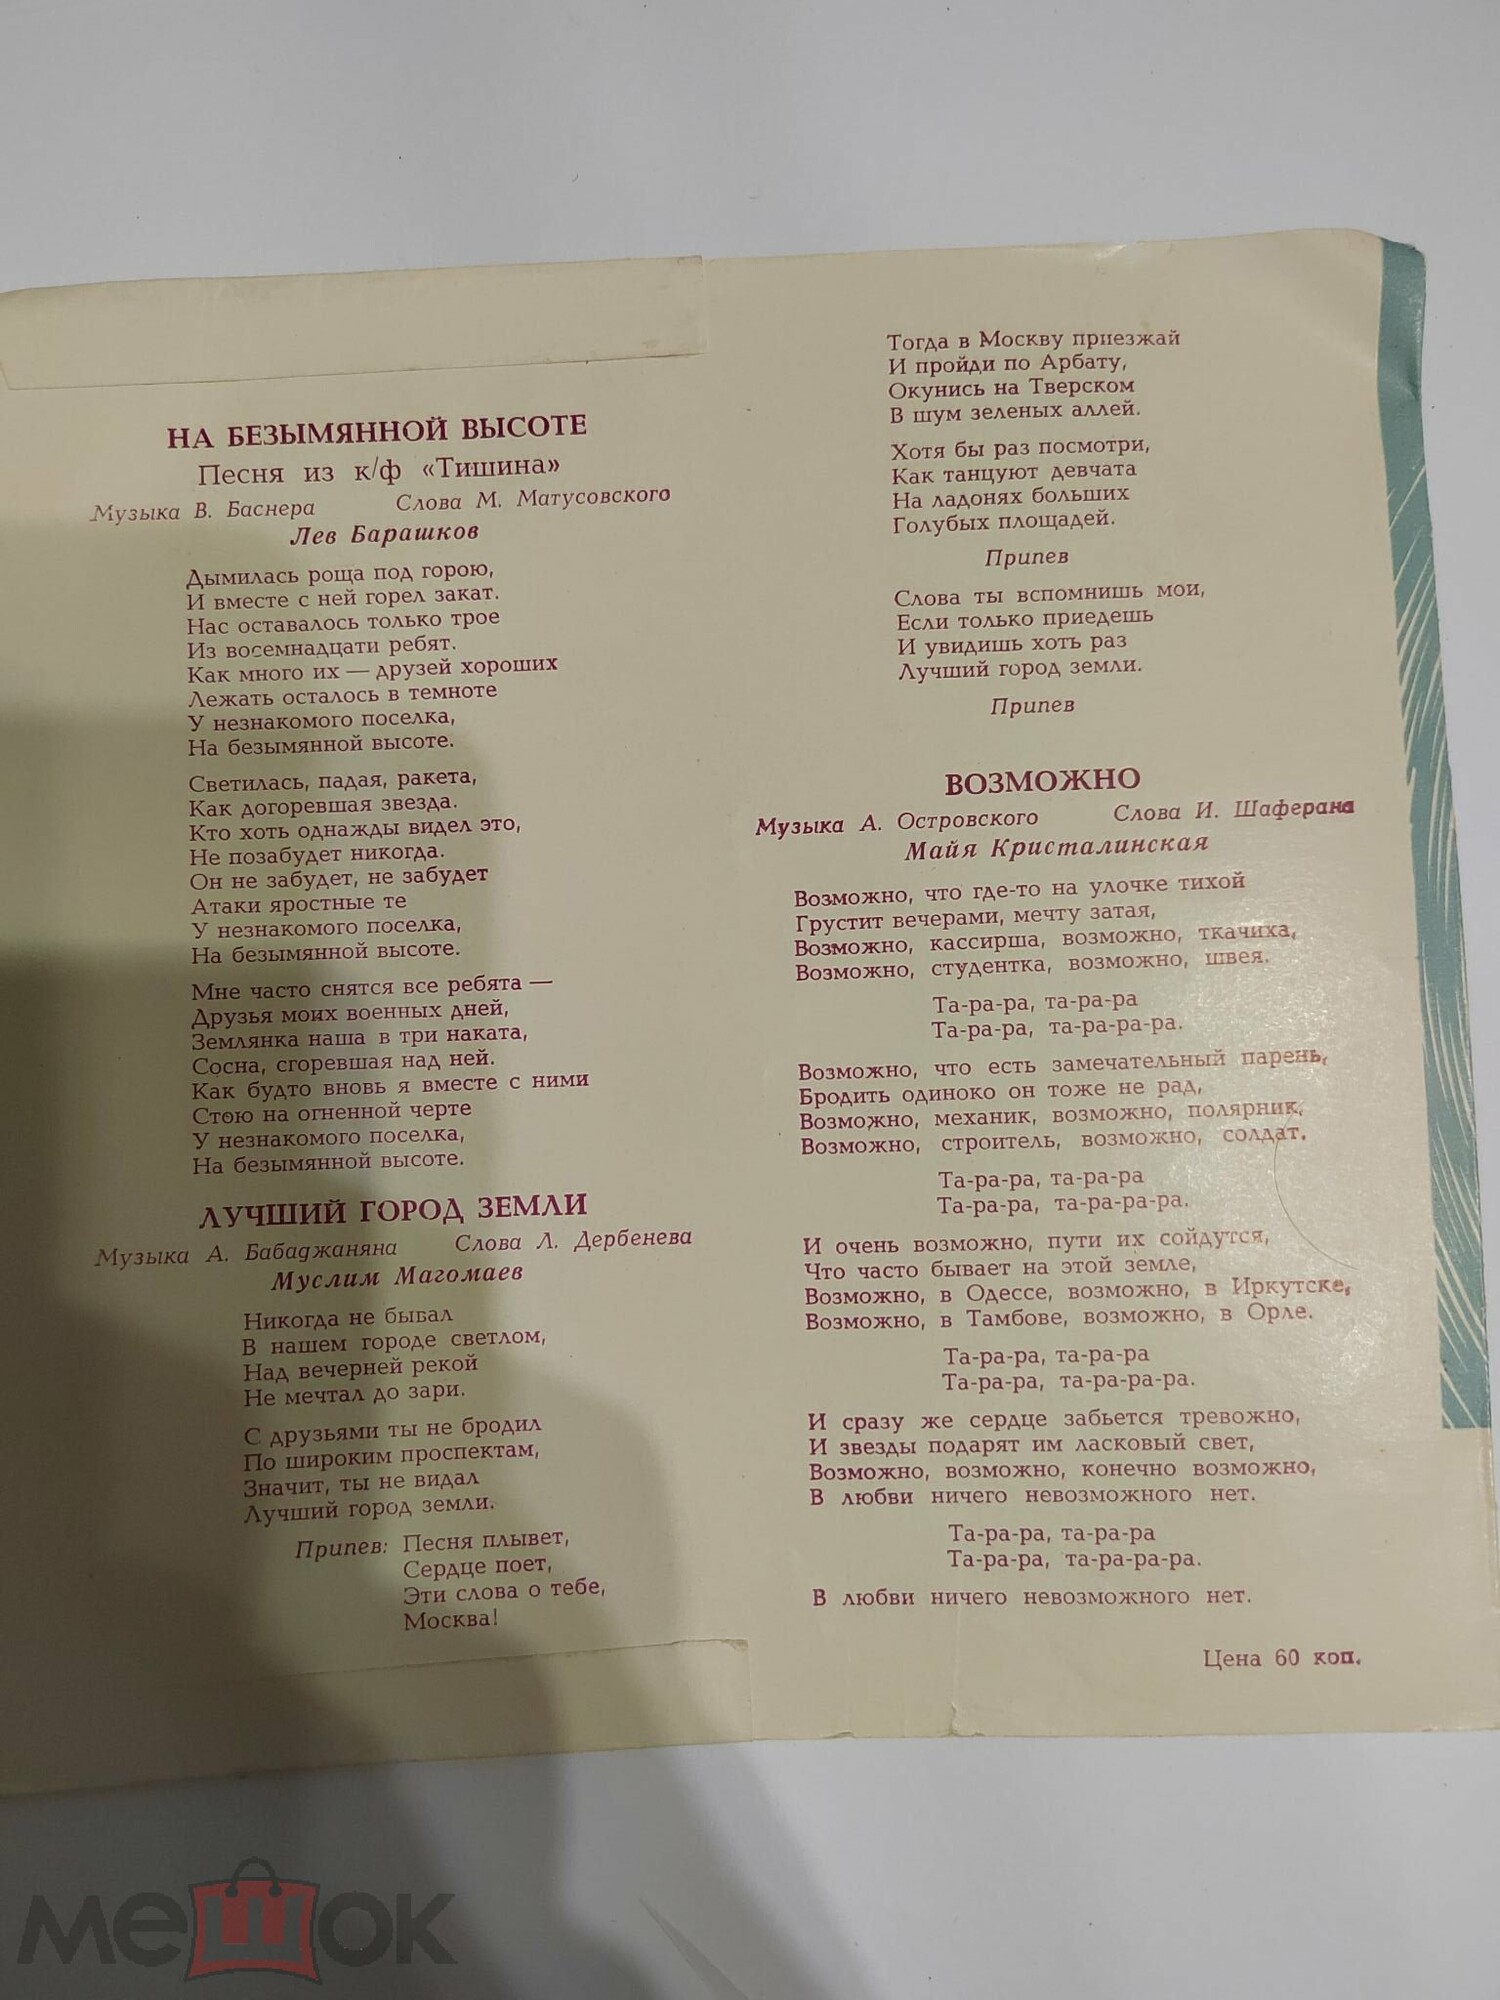 НА БЕЗЫМЯННОЙ ВЫСОТЕ
Песня из к/ф «Тишина»
Музыка В. Баснера Слова М. Матусовского
Лев Барашков
Дымилась роща под горою,
И вместе с ней горел закат.
Нас оставалось только трое
Из восемнадцати ребят.
Как много их — друзей хороших
Лежать осталось в темноте
У незнакомого поселка,
На безымянной высоте.
Светилась, падая, ракета,
Как догоревшая звезда.
Кто хоть однажды видел это,
Не позабудет никогда.
Он не забудет, не забудет
Атаки яростные те
У незнакомого поселка,
На безымянной высоте.
Мне часто снятся все ребята —
Друзья моих военных дней,
Землянка наша в три наката,
Сосна, сгоревшая над ней.
Как будто вновь я вместе с ними
Стою на огненной черте
У незнакомого поселка,
На безымянной высоте.
ЛУЧШИЙ ГОРОД ЗЕМЛИ
Музыка А. Бабаджаняна Слова Л. Дербенева
Муслим Магомаев
Никогда не бывал
В нашем городе светлом,
Над вечерней рекой
Не мечтал до зари.
С друзьями ты не бродил
По широким проспектам,
Значит, ты не видал
Лучший город земли.
Припев: Песня плывет,
Сердце поет,
Эти слова о тебе,
Москва!
Тогда в Москву приезжай
И пройди по Арбату,
Окунись на Тверском
В шум зеленых аллей.
Хотя бы раз посмотри,
Как танцуют девчата
На ладонях больших
Голубых площадей.
Припев
Слова ты вспомнишь мои,
Если только приедешь
И увидишь хоть раз
Лучший город земли.
Припев
ВОЗМОЖНО
Музыка А. Островского Слова И. Шаферана
Майя Кристалинская
Возможно, что где-то на улочке тихой
Грустит вечерами, мечту затая,
Возможно, кассирша, возможно, ткачиха,
Возможно, студентка, возможно, швея.
Та-ра-ра, та-ра-ра
Та-ра-ра, та-ра-ра-ра.
Возможно, что есть замечательный парень,
Бродить одиноко он тоже не рад,
Возможно, механик, возможно, полярник,
Возможно, строитель, возможно, солдат.
Та-ра-ра, та-ра-ра
Та-ра-ра, та-ра-ра-ра.
И очень возможно, пути их сойдутся,
Что часто бывает на этой земле,
Возможно, в Одессе, возможно, в Иркутске,
Возможно, в Тамбове, возможно, в Орле.
Та-ра-ра, та-ра-ра
Та-ра-ра, та-ра-ра-ра.
И сразу же сердце забьется тревожно,
И звезды подарят им ласковый свет,
Возможно, возможно, конечно возможно,
В любви ничего невозможного нет.
Та-ра-ра, та-ра-ра
Та-ра-ра, та-ра-ра-ра.
В любви ничего невозможного нет.
Цена 60 коп.
мешок